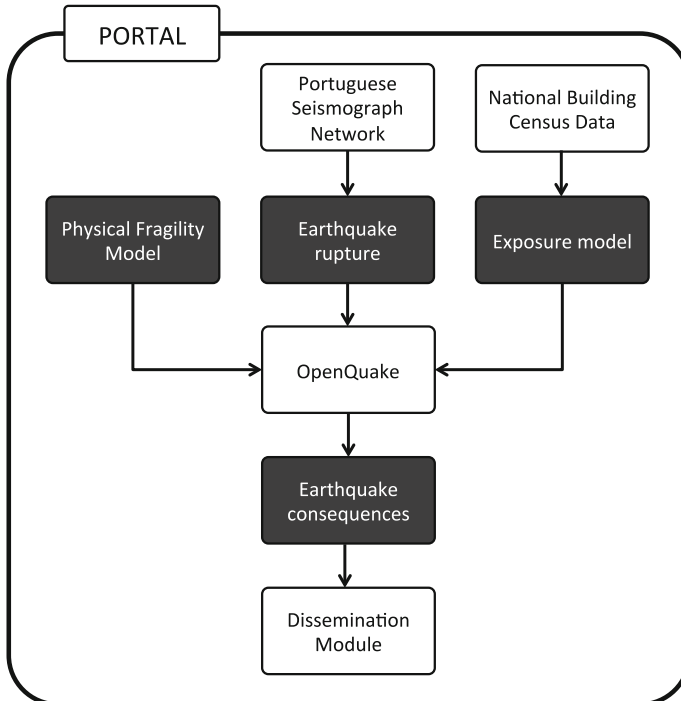 PORTAL
Portuguese
Seismograph
Network
National Building
Census Data
Physical Fragility
Model
Earthquake
rupture
Exposure model
OpenQuake
Earthquake
consequences
Dissemination
Module